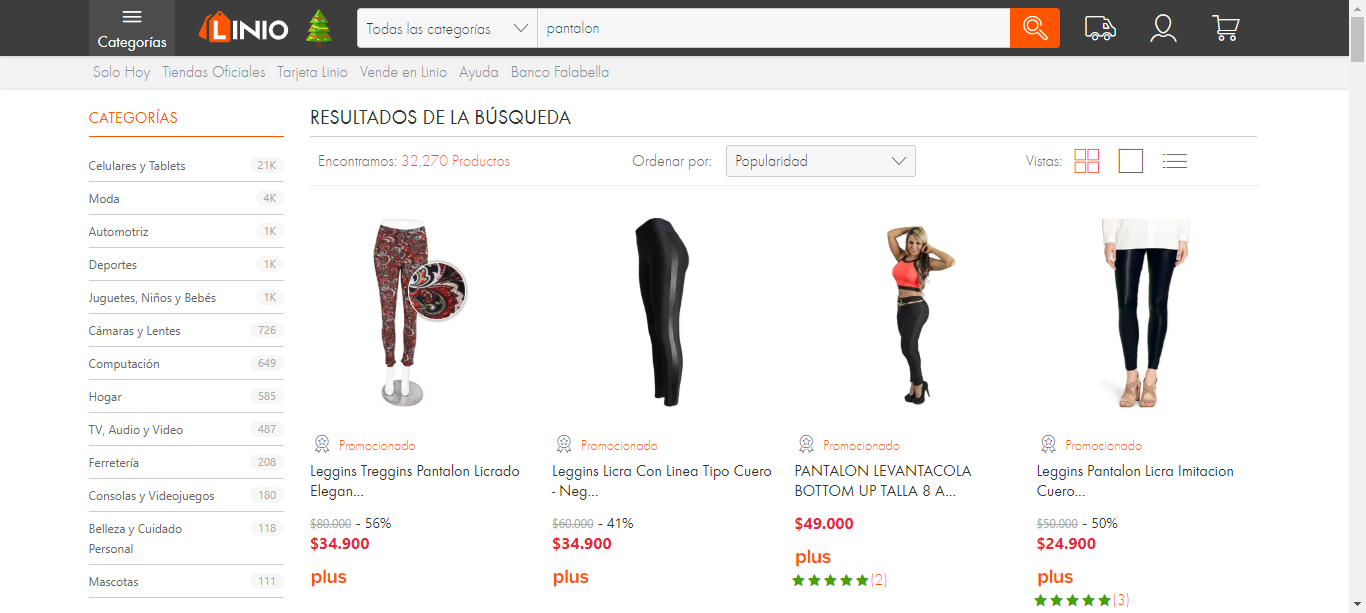 Categorías
LINIO
Todas las categorías
pantalon
Solo Hoy Tiendas Oficiales Tarjeta Linio Vende en Linio Ayuda Banco Falabella
CATEGORÍAS
Celulares y Tablets 21K
Moda 4K
Automotriz 1K
Deportes 1K
Juguetes, Niños y Bebés 1K
Cámaras y Lentes 726
Computación 649
Hogar 585
TV, Audio y Video 487
Ferretería 208
Consolas y Videojuegos 180
Belleza y Cuidado 118
Personal
Mascotas 111
RESULTADOS DE LA BÚSQUEDA
Encontramos: 32,270 Productos
Ordenar por: Popularidad
Vistas:
Promocionado
Leggins Treggins Pantalon Licrado
Elegan...
$80.000 - 56%
$34.900
plus
Promocionado
Leggins Licra Con Linea Tipo Cuero
- Neg...
$60.000 - 41%
$34.900
plus
Promocionado
PANTALON LEVANTACOLA
BOTTOM UP TALLA 8 A...
$49.000
plus
(2)
Promocionado
Leggins Pantalon Licra Imitacion
Cuero...
$50.000 - 50%
$24.900
plus
(3)